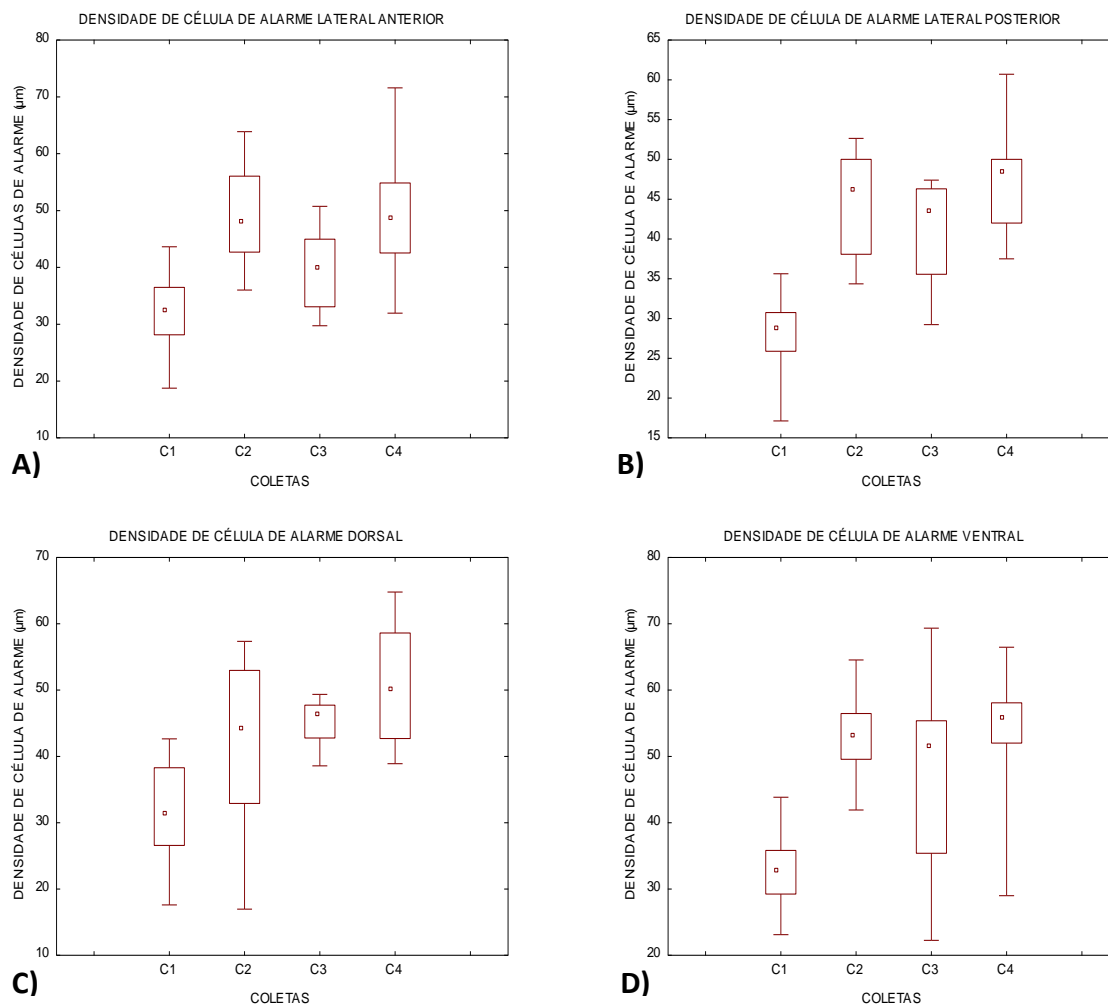 DENSIDADE DE CÉLULA DE ALARME LATERAL ANTERIOR
80
70
60
50
40
30
20
10
DENSIDADE DE CÉLULAS DE ALARME (µm)
C1 C2 C3 C4
COLETAS
A)
DENSIDADE DE CÉLULA DE ALARME LATERAL POSTERIOR
65
60
55
50
45
40
35
30
25
20
15
DENSIDADE DE CÉLULA DE ALARME (µm)
C1 C2 C3 C4
COLETAS
B)
DENSIDADE DE CÉLULA DE ALARME DORSAL
70
60
50
40
30
20
10
DENSIDADE DE CÉLULA DE ALARME (µm)
C1 C2 C3 C4
COLETAS
C)
DENSIDADE DE CÉLULA DE ALARME VENTRAL
80
70
60
50
40
30
20
DENSIDADE DE CÉLULA DE ALARME (µm)
C1 C2 C3 C4
COLETAS
D)